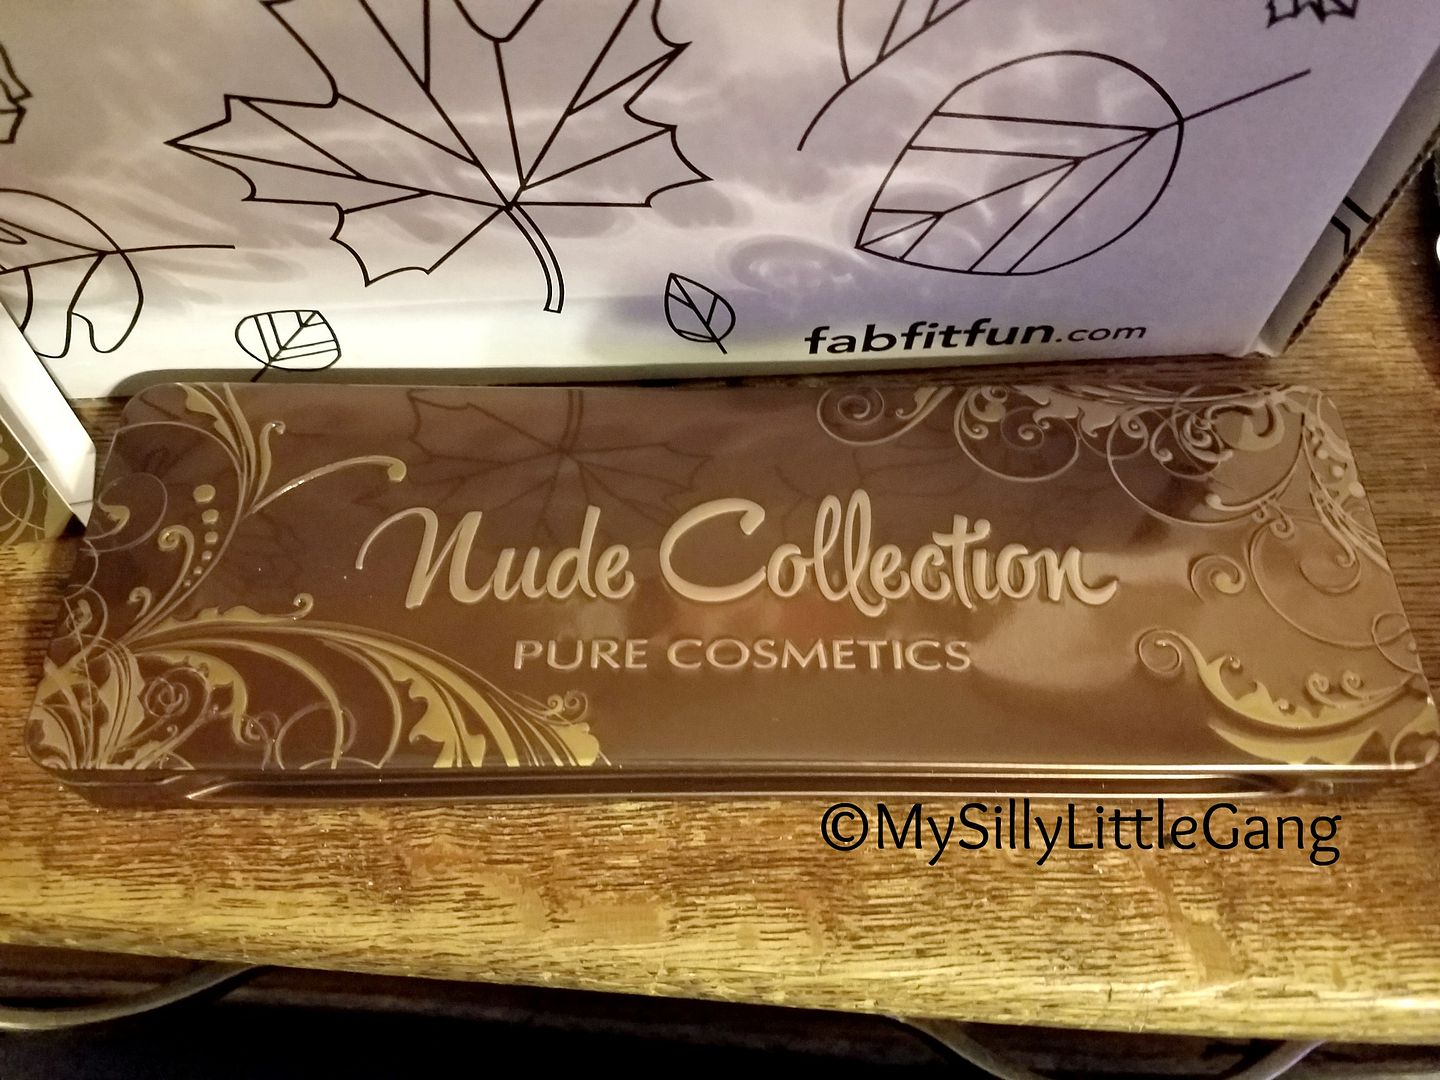 fabfitfun.com
Nude Collection
PURE COSMETICS
©MySillyLittleGang